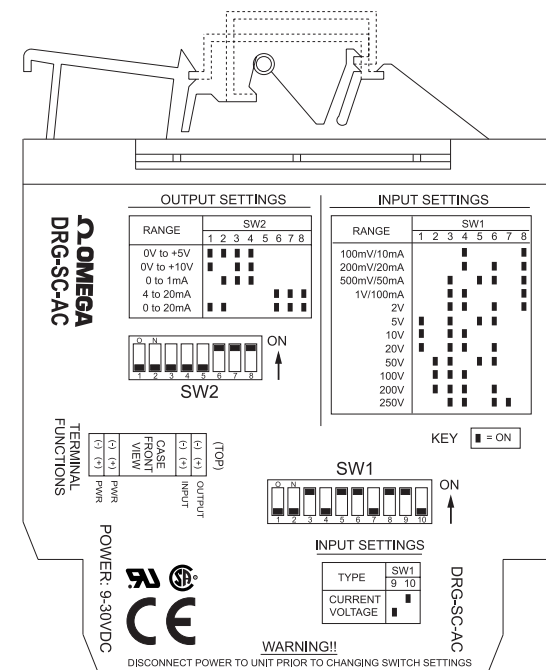 OUTPUT SETTINGS
RANGE SW2
1 2 3 4 5 6 7 8
0V to +5V
0V to +10V
0 to 1mA
4 to 20mA
0 to 20mA
O N
1 2 3 4 5 6 7 8
ON
SW2
INPUT SETTINGS
RANGE SW1
1 2 3 4 5 6 7 8
100mV/10mA
200mV/20mA
500mV/50mA
1V/100mA
2V
5V
10V
20V
50V
100V
200V
250V
KEY = ON
Ω OMEGA
DRG-SC-AC
TERMINAL
FUNCTIONS
(-) (+) PWR
(-) (+) PWR
CASE
FRONT
VIEW
(-) (+) INPUT
(-) (+) OUTPUT
(TOP)
SW1
O N
1 2 3 4 5 6 7 8 9 10
ON
INPUT SETTINGS
TYPE SW1
9 10
CURRENT
VOLTAGE
POWER: 9-30VDC
RU SA
CE
DRG-SC-AC
WARNING!!
DISCONNECT POWER TO UNIT PRIOR TO CHANGING SWITCH SETTINGS